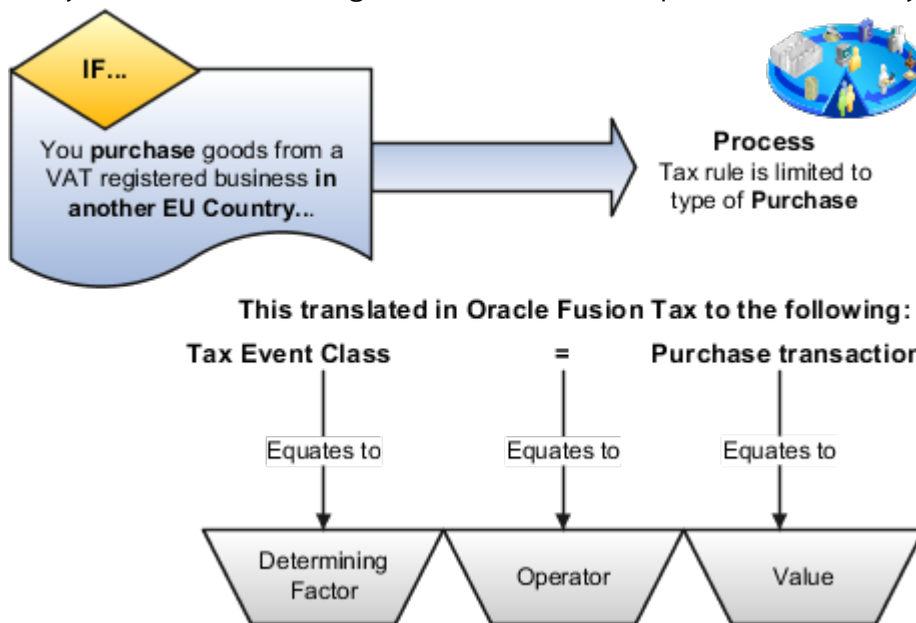 IF...
You purchase goods from a
VAT registered business in
another EU Country...
Process
Tax rule is limited to
type of Purchase
This translated in Oracle Fusion Tax to the following:
Tax Event Class = Purchase transaction
Equates to Equates to Equates to
Determining
Factor
Operator
Value